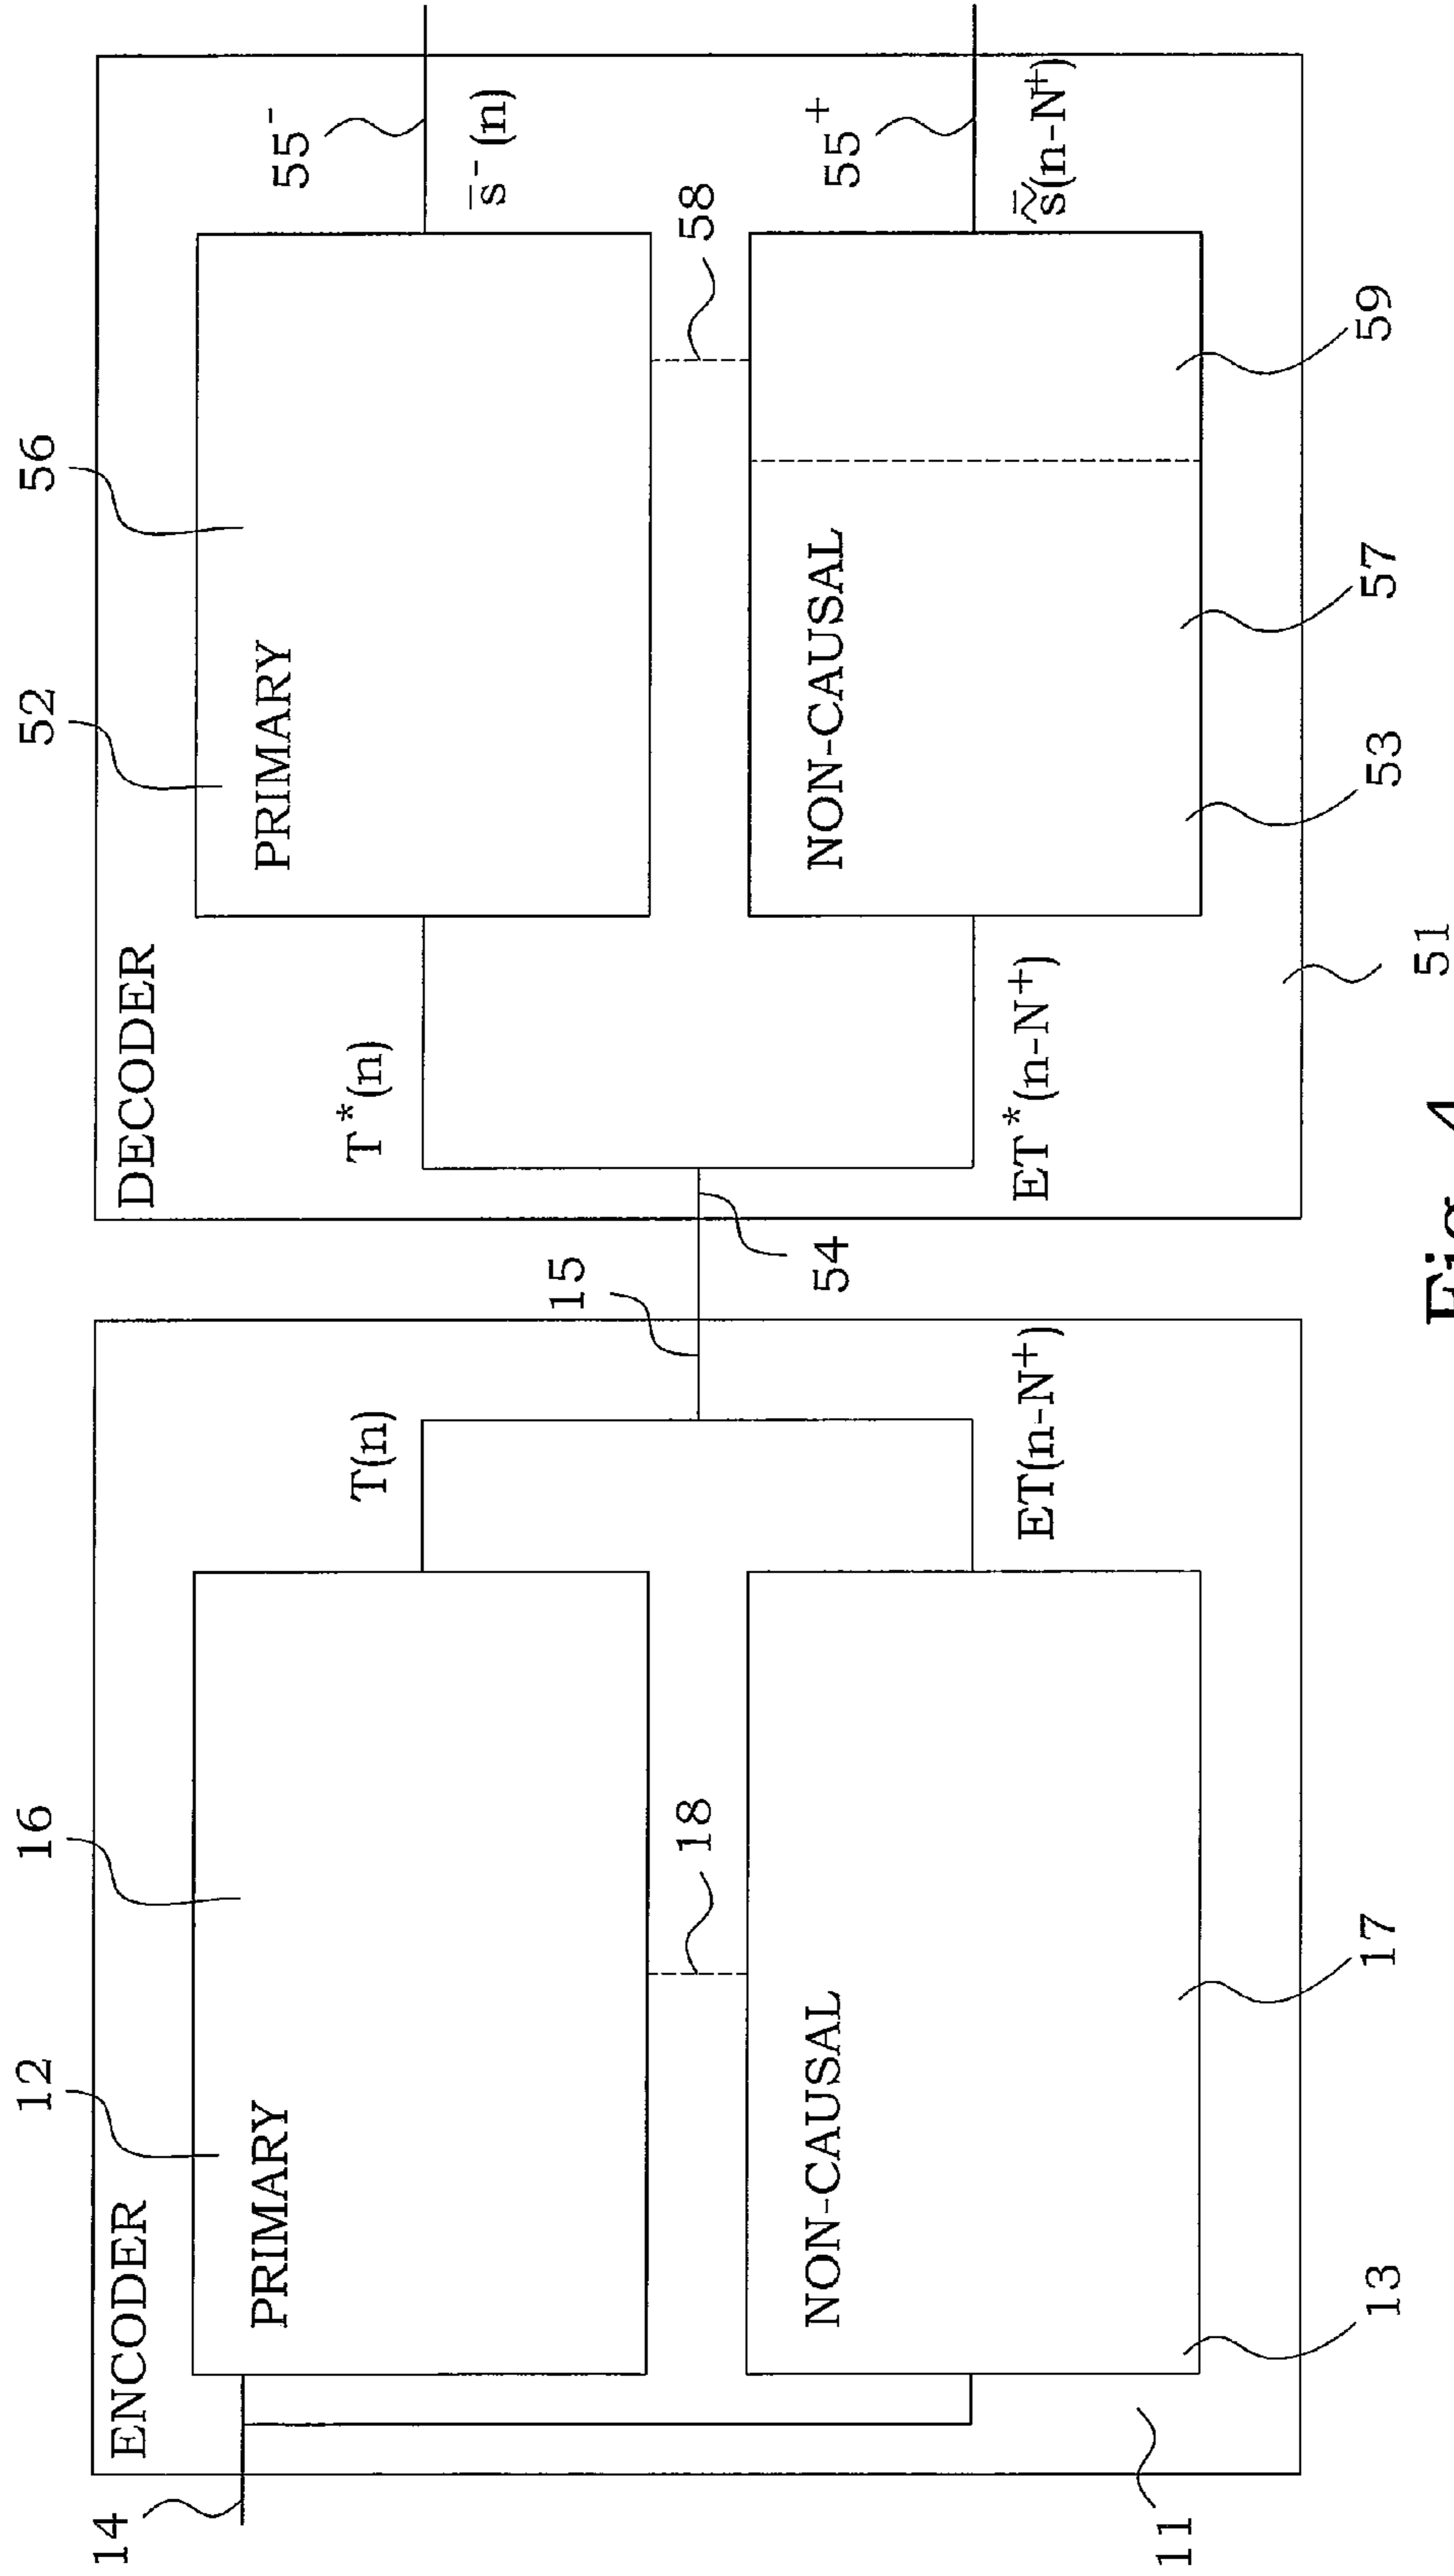 ENCODER
14
12
16
PRIMARY
18
NON-CAUSAL
T(n)
ET(n-N⁺)
11
13
17
15
54
DECODER
52
56
PRIMARY
T*(n)
ET*(n-N⁺)
58
NON-CAUSAL
55⁻
s̄⁻(n)
55⁺
s̃̄(n-N⁺)
51
53
57
59
Fig. 4